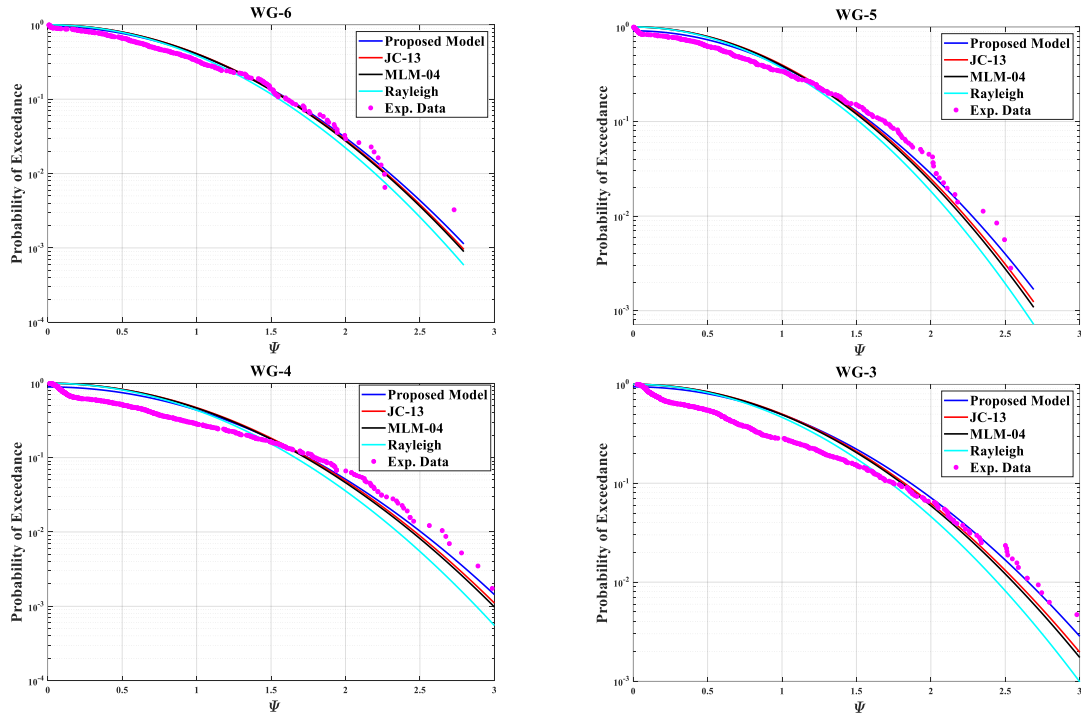 WG-6
Probability of Exceedance
10^0
10^-1
10^-2
10^-3
10^-4
0 0.5 1 1.5 2 2.5 3
Ψ
Proposed Model
JC-13
MLM-04
Rayleigh
Exp. Data
WG-5
Probability of Exceedance
10^0
10^-1
10^-2
10^-3
0 0.5 1 1.5 2 2.5 3
Ψ
Proposed Model
JC-13
MLM-04
Rayleigh
Exp. Data
WG-4
Probability of Exceedance
10^0
10^-1
10^-2
10^-3
10^-4
0 0.5 1 1.5 2 2.5 3
Ψ
Proposed Model
JC-13
MLM-04
Rayleigh
Exp. Data
WG-3
Probability of Exceedance
10^0
10^-1
10^-2
10^-3
0 0.5 1 1.5 2 2.5 3
Ψ
Proposed Model
JC-13
MLM-04
Rayleigh
Exp. Data